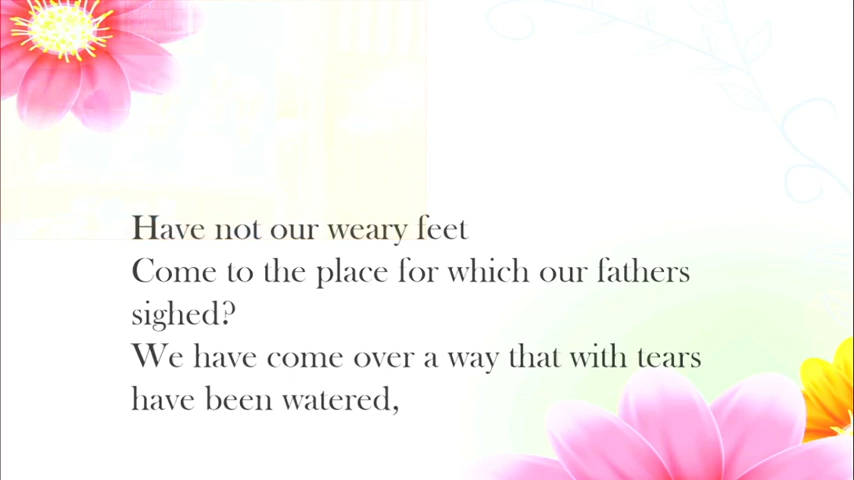 Have not our weary feet
Come to the place for which our fathers
sighed?
We have come over a way that with tears
have been watered,